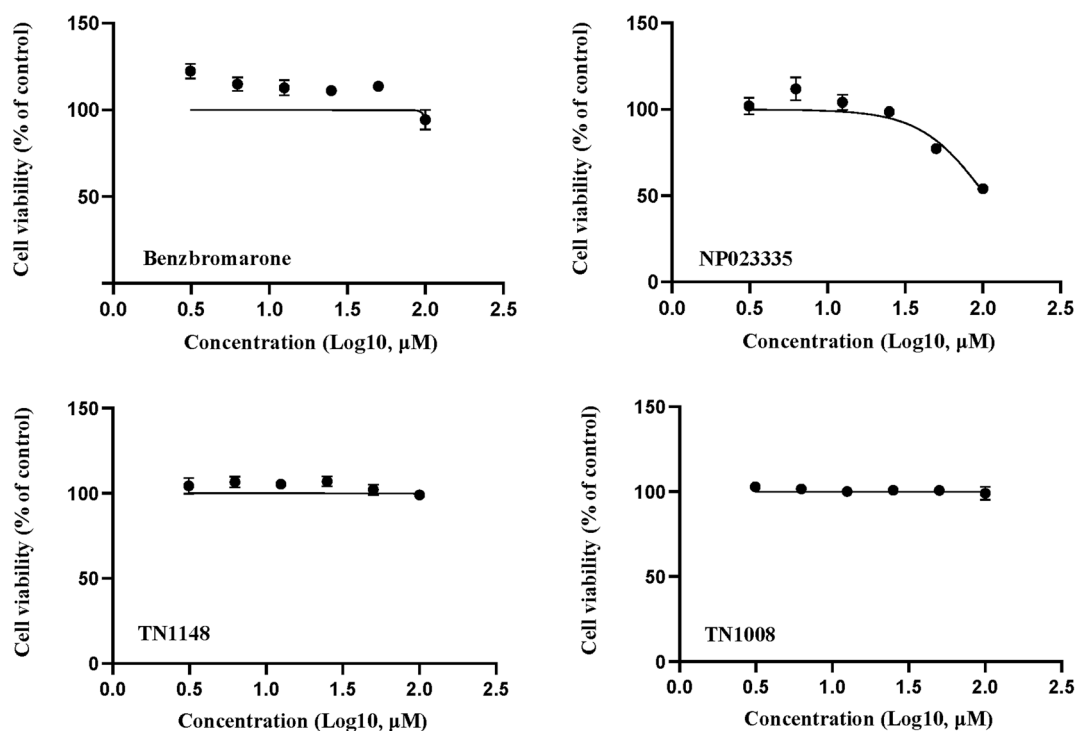 Cell viability (% of control)
150
100
50
Benzbromarone
0.0 0.5 1.0 1.5 2.0 2.5
Concentration (Log10, µM)
Cell viability (% of control)
150
100
50
0
NP023335
0.0 0.5 1.0 1.5 2.0 2.5
Concentration (Log10, µM)
Cell viability (% of control)
150
100
50
0
TN1148
0.0 0.5 1.0 1.5 2.0 2.5
Concentration (Log10, µM)
Cell viability (% of control)
150
100
50
0
TN1008
0.0 0.5 1.0 1.5 2.0 2.5
Concentration (Log10, µM)